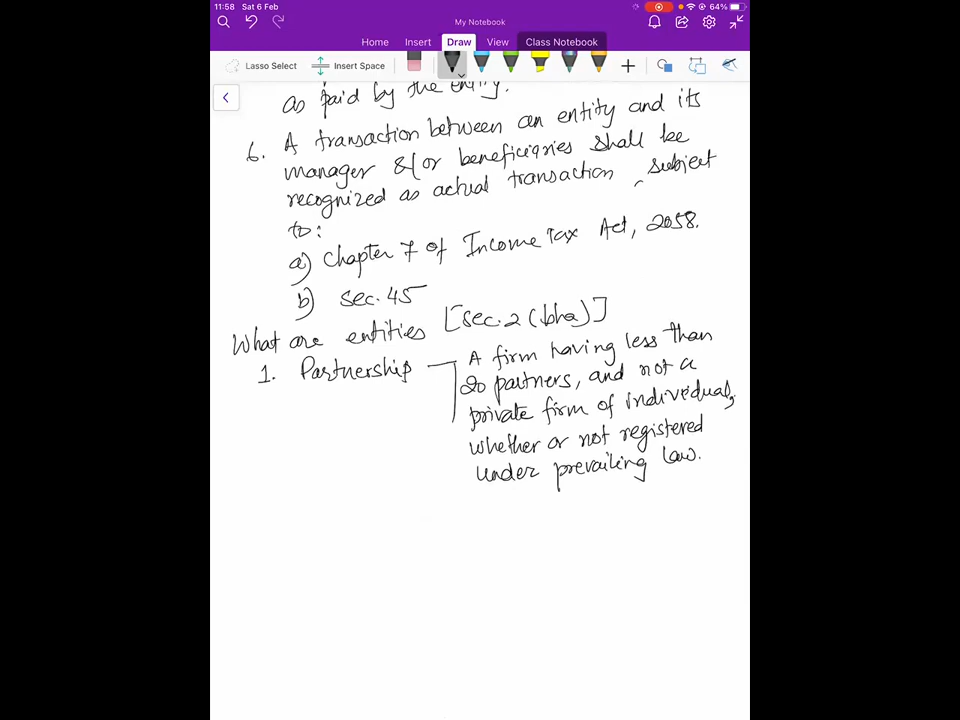 11:58 Sat 6 Feb
64%
My Notebook
Home Insert Draw View Class Notebook
Lasso Select Insert Space
as paid by the entity.
6. A transaction between an entity and its
manager &/or beneficiaries shall be
recognized as actual transaction, subject
to:
a) Chapter 7 of Income Tax Act, 2058.
b) sec. 45
What are entities [sec. 2 (bha)]
1. Partnership
A firm having less than
20 partners, and not a
private firm of individual,
whether or not registered
under prevailing law.